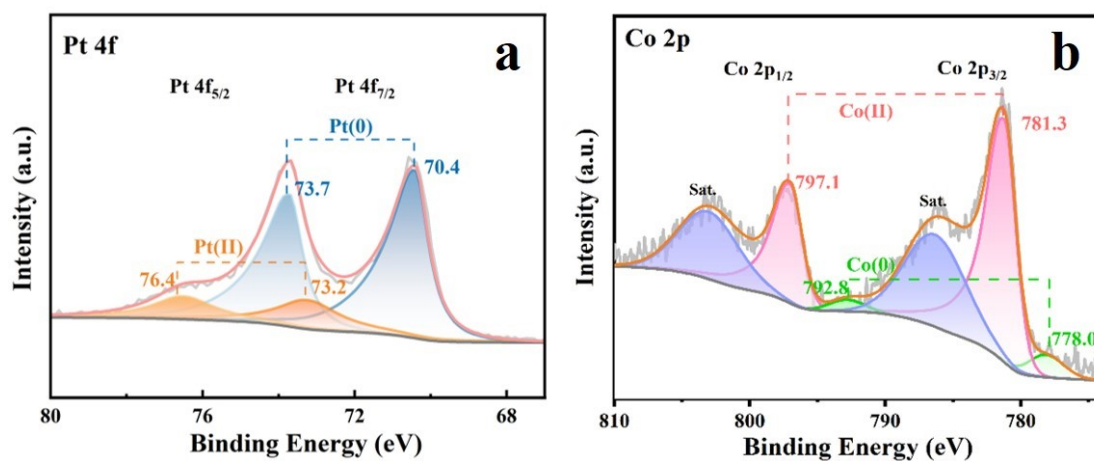 Pt 4f
a
Pt 4f5/2
Pt 4f7/2
Pt(0)
73.7
70.4
Pt(II)
76.4
73.2
Intensity (a.u.)
80
76
72
68
Binding Energy (eV)
Co 2p
b
Co 2p1/2
Co 2p3/2
Co(II)
781.3
797.1
Sat.
Sat.
Co(0)
792.8
778.0
Intensity (a.u.)
810
800
790
780
Binding Energy (eV)